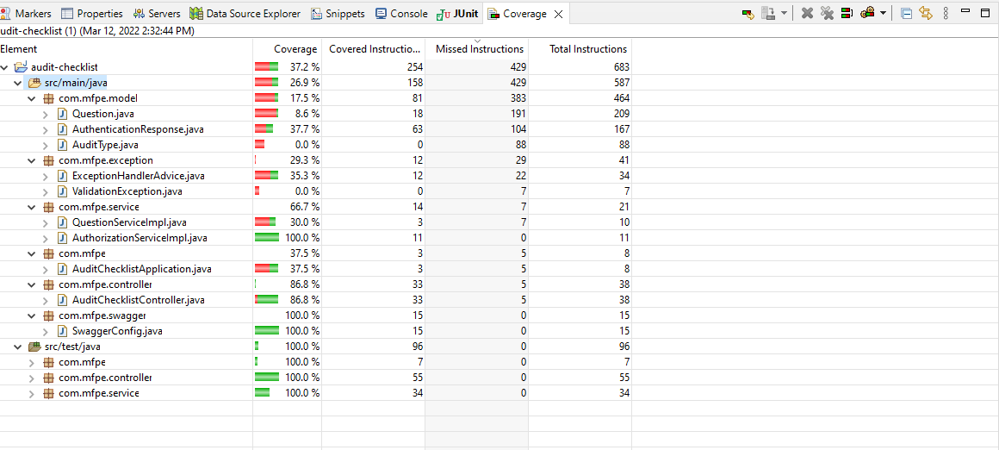 Markers Properties Servers Data Source Explorer Snippets Console JUnit Coverage
udit-checklist (1) (Mar 12, 2022 2:32:44 PM)
Element Coverage Covered Instructio... Missed Instructions Total Instructions
audit-checklist 37.2 % 254 429 683
src/main/java 26.9 % 158 429 587
com.mfpe.model 17.5 % 81 383 464
Question.java 8.6 % 18 191 209
AuthenticationResponse.java 37.7 % 63 104 167
AuditType.java 0.0 % 0 88 88
com.mfpe.exception 29.3 % 12 29 41
ExceptionHandlerAdvice.java 35.3 % 12 22 34
ValidationException.java 0.0 % 0 7 7
com.mfpe.service 66.7 % 14 7 21
QuestionServiceImpl.java 30.0 % 3 7 10
AuthorizationServiceImpl.java 100.0 % 11 0 11
com.mfpe 37.5 % 3 5 8
AuditChecklistApplication.java 37.5 % 3 5 8
com.mfpe.controller 86.8 % 33 5 38
AuditChecklistController.java 86.8 % 33 5 38
com.mfpe.swagger 100.0 % 15 0 15
SwaggerConfig.java 100.0 % 15 0 15
src/test/java 100.0 % 96 0 96
com.mfpe 100.0 % 7 0 7
com.mfpe.controller 100.0 % 55 0 55
com.mfpe.service 100.0 % 34 0 34